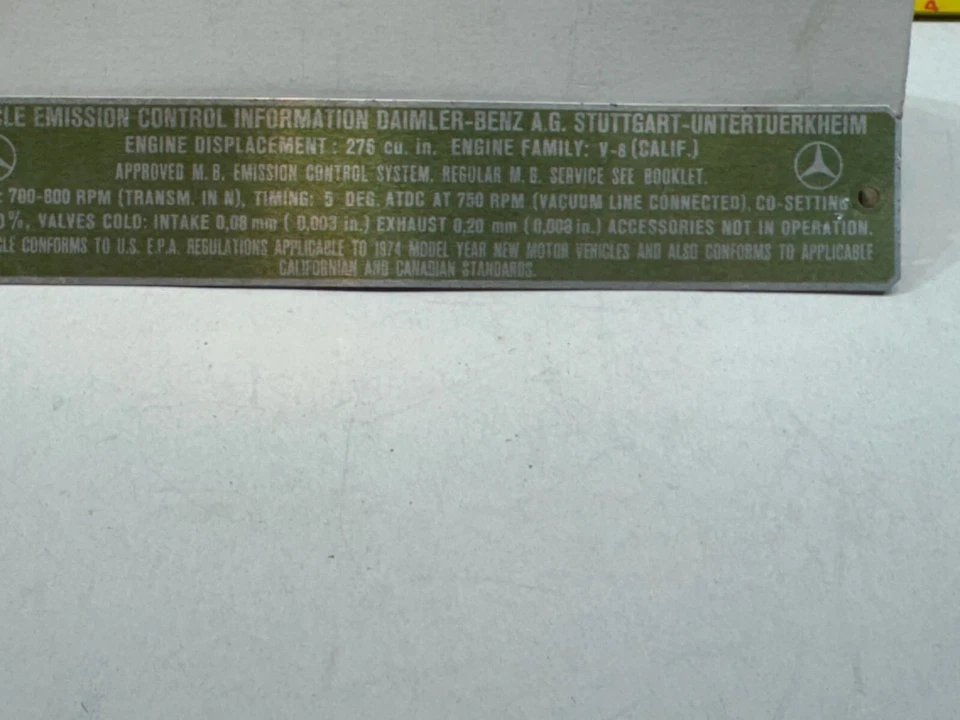 CLE EMISSION CONTROL INFORMATION DAIMLER-BENZ A.G. STUTTGART-UNTERTUERKHEIM
ENGINE DISPLACEMENT: 276 cu. in. ENGINE FAMILY: V-8 (CALIF.)
APPROVED M.B. EMISSION CONTROL SYSTEM. REGULAR M.B. SERVICE SEE BOOKLET.
: 700-800 RPM (TRANSM. IN N), TIMING: 5 DEG. ATDC AT 750 RPM (VACUUM LINE CONNECTED), CO-SETTING
%, VALVES COLD: INTAKE 0,08 mm (0,003 in.) EXHAUST 0.20 mm (0,008 in.) ACCESSORIES NOT IN OPERATION.
CLE CONFORMS TO U.S. E.P.A. REGULATIONS APPLICABLE TO 1974 MODEL YEAR NEW MOTOR VEHICLES AND ALSO CONFORMS TO APPLICABLE
CALIFORNIAN AND CANADIAN STANDARDS.